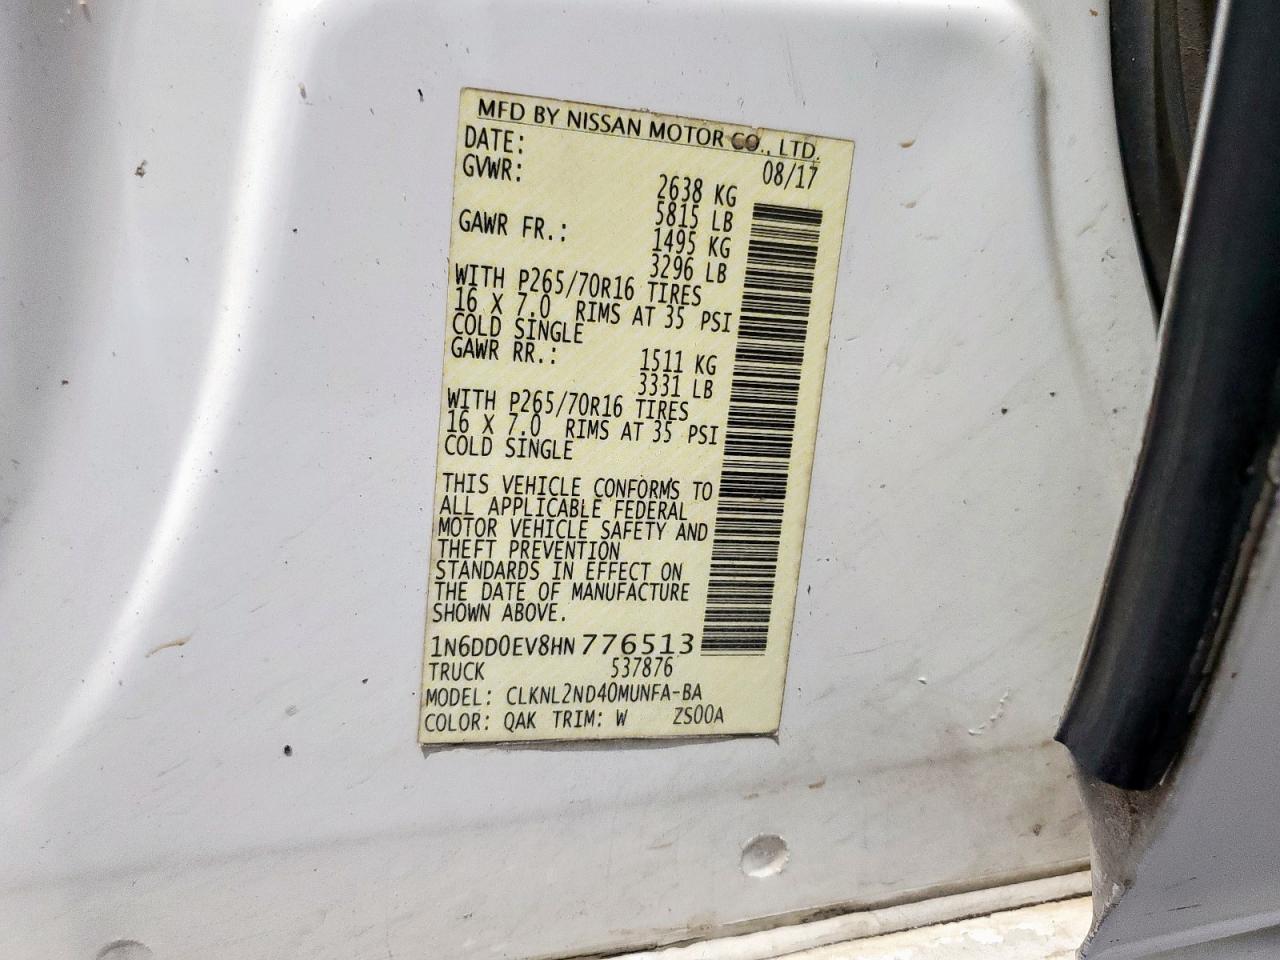 MFD BY NISSAN MOTOR CO., LTD.
DATE: 08/17
GVWR: 2638 KG
5815 LB
GAWR FR.: 1495 KG
3296 LB
WITH P265/70R16 TIRES
16 X 7.0 RIMS AT 35 PSI
COLD SINGLE
GAWR RR.: 1511 KG
3331 LB
WITH P265/70R16 TIRES
16 X 7.0 RIMS AT 35 PSI
COLD SINGLE
THIS VEHICLE CONFORMS TO
ALL APPLICABLE FEDERAL
MOTOR VEHICLE SAFETY AND
THEFT PREVENTION
STANDARDS IN EFFECT ON
THE DATE OF MANUFACTURE
SHOWN ABOVE.
1N6DD0EV8HN776513
TRUCK 537876
MODEL: CLKNL2ND40MUNFA-BA
COLOR: QAK TRIM: W ZS00A